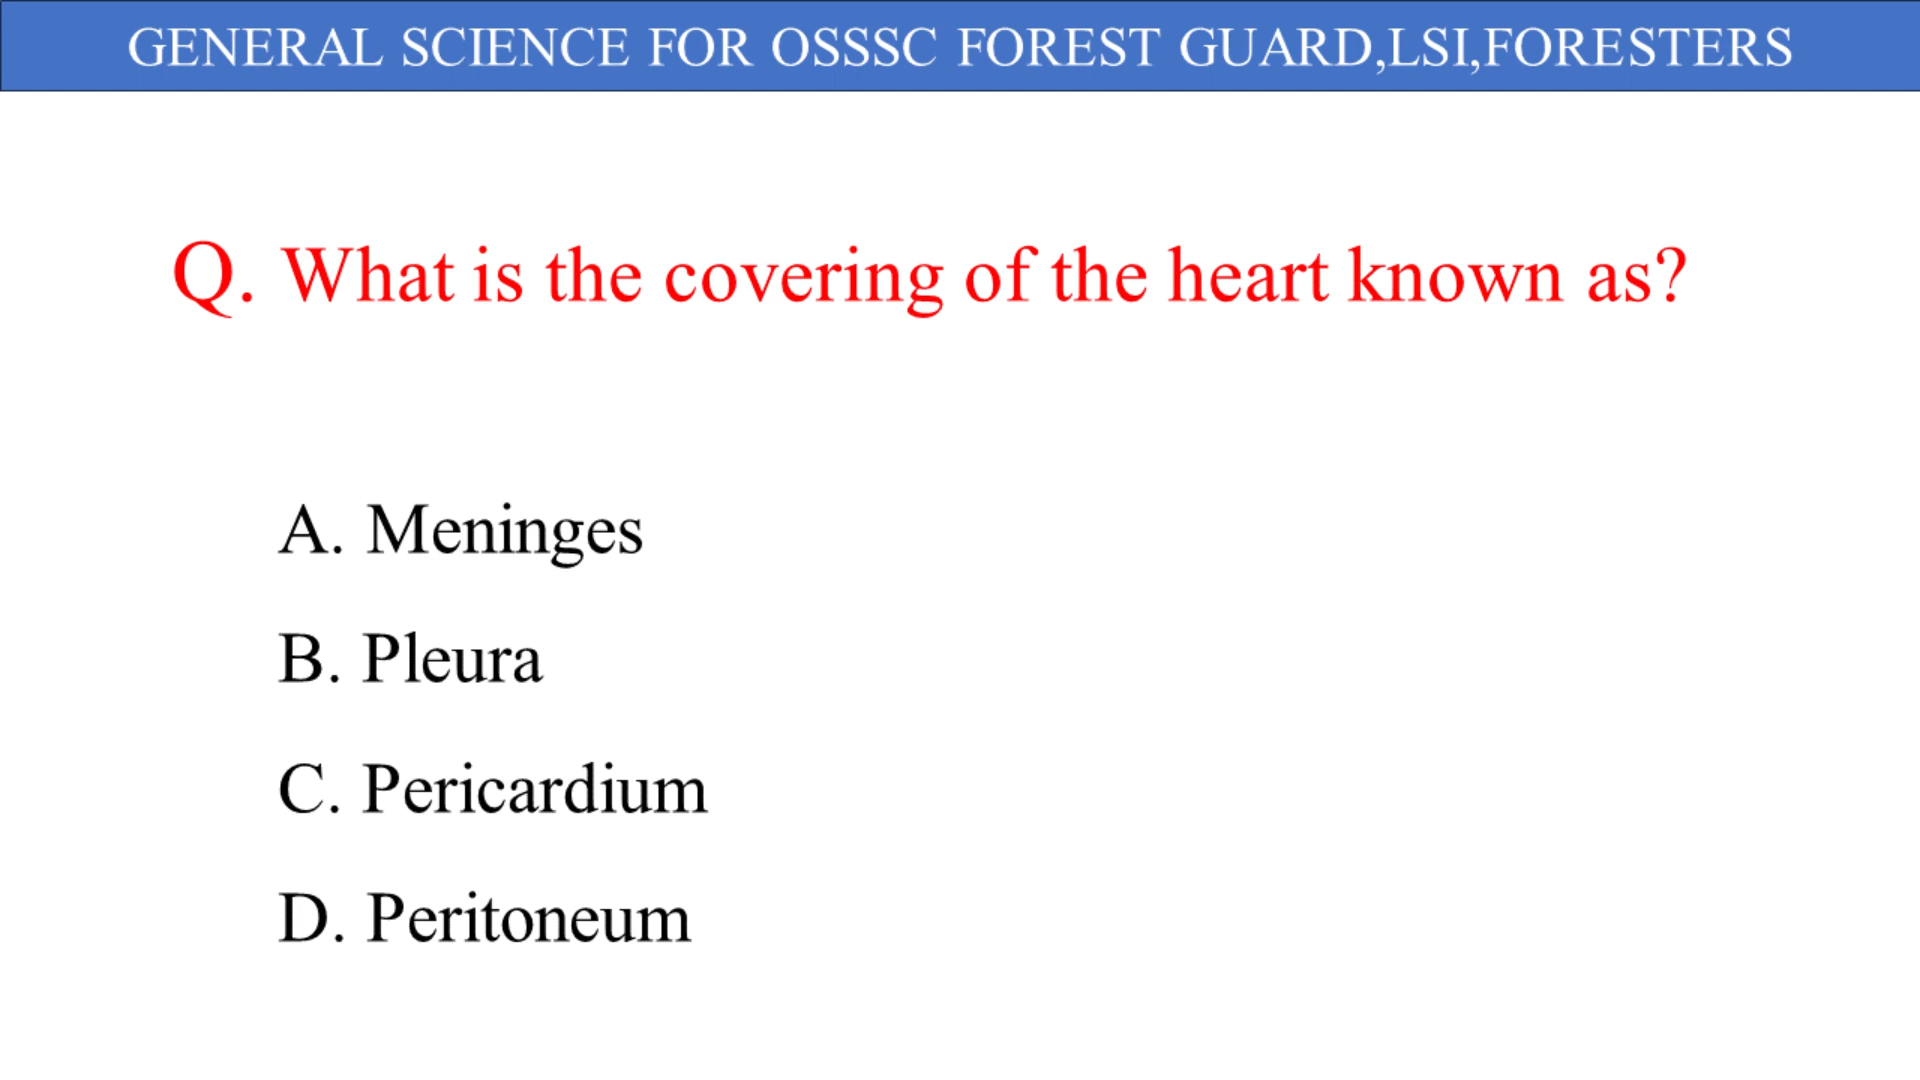 GENERAL SCIENCE FOR OSSSC FOREST GUARD,LSI,FORESTERS
Q. What is the covering of the heart known as?
A. Meninges
B. Pleura
C. Pericardium
D. Peritoneum